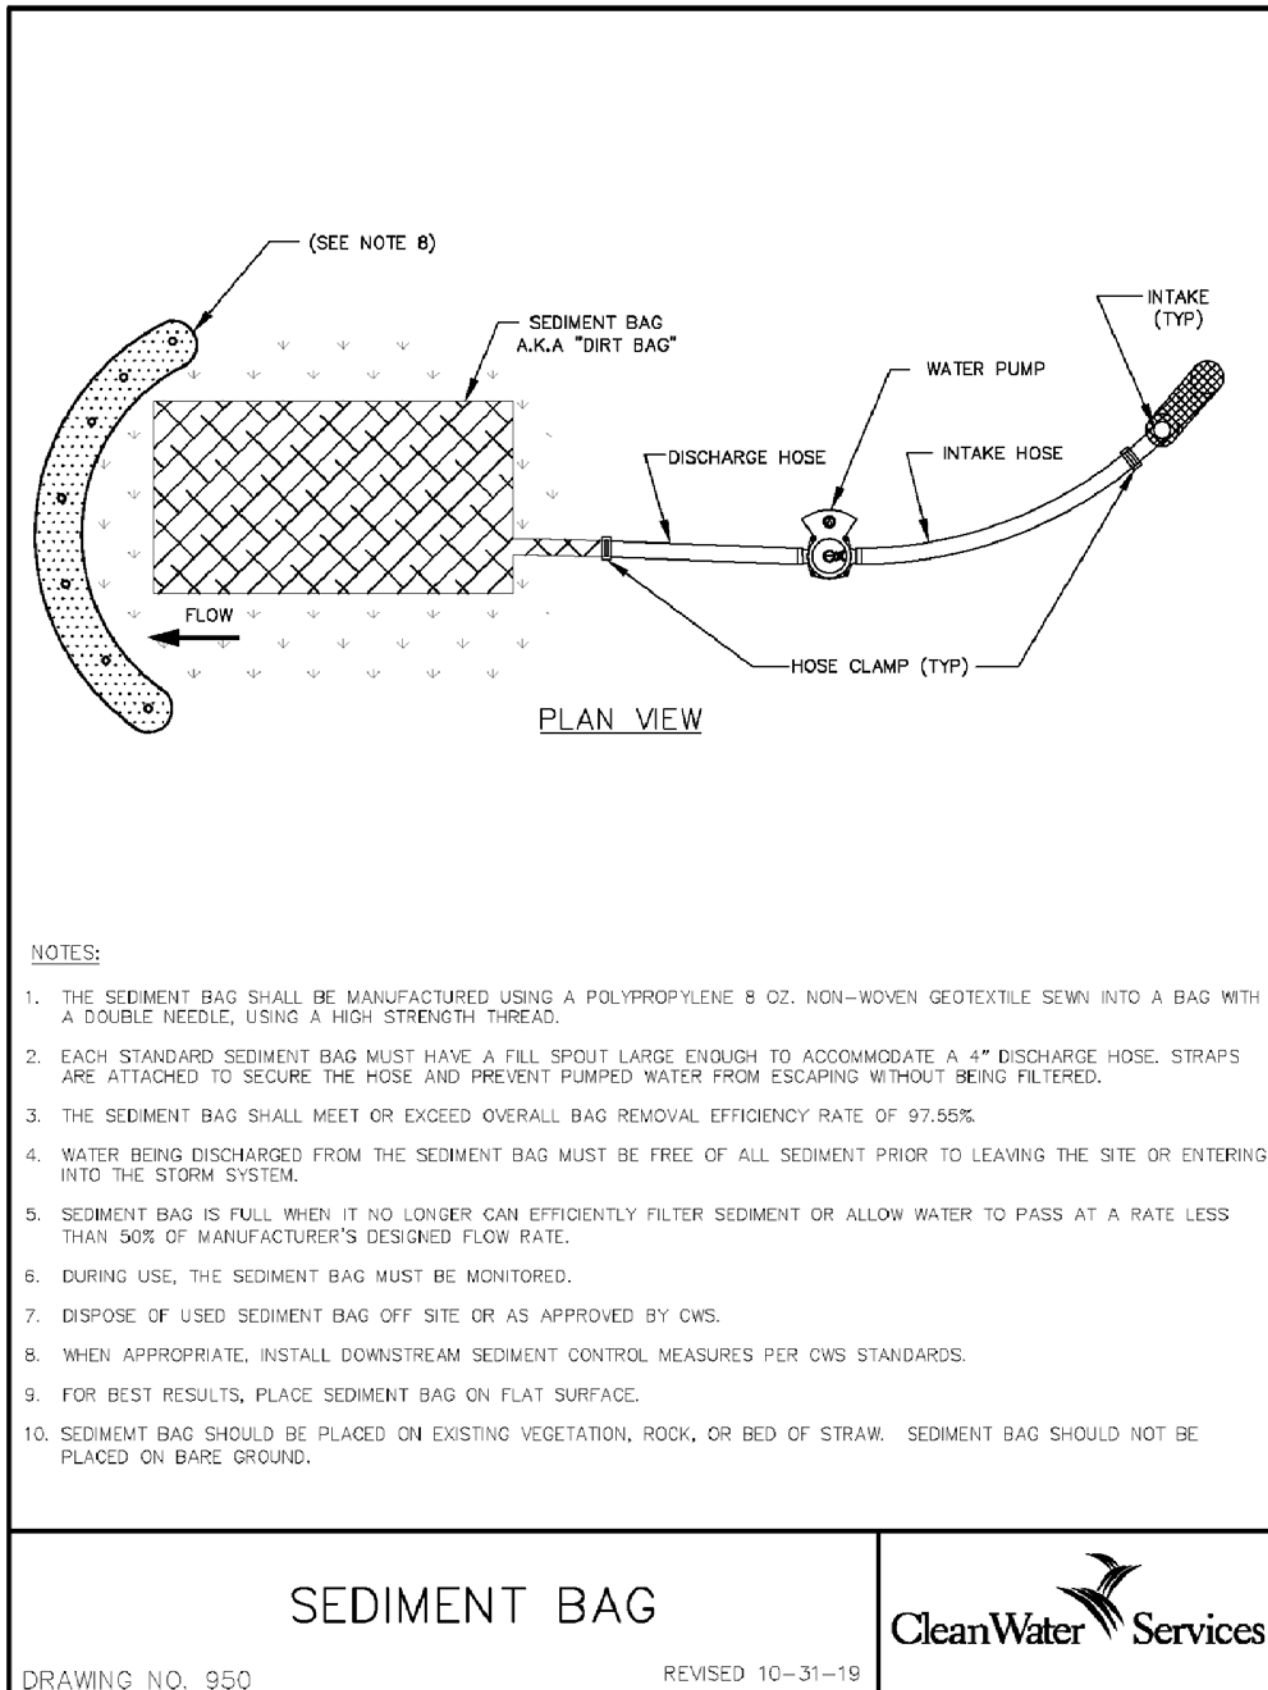 (SEE NOTE 8)
SEDIMENT BAG
A.K.A "DIRT BAG"
INTAKE
(TYP)
WATER PUMP
DISCHARGE HOSE
INTAKE HOSE
FLOW
HOSE CLAMP (TYP)
PLAN VIEW
NOTES:
1. THE SEDIMENT BAG SHALL BE MANUFACTURED USING A POLYPROPYLENE 8 OZ. NON-WOVEN GEOTEXTILE SEWN INTO A BAG WITH
A DOUBLE NEEDLE, USING A HIGH STRENGTH THREAD.
2. EACH STANDARD SEDIMENT BAG MUST HAVE A FILL SPOUT LARGE ENOUGH TO ACCOMMODATE A 4" DISCHARGE HOSE. STRAPS
ARE ATTACHED TO SECURE THE HOSE AND PREVENT PUMPED WATER FROM ESCAPING WITHOUT BEING FILTERED.
3. THE SEDIMENT BAG SHALL MEET OR EXCEED OVERALL BAG REMOVAL EFFICIENCY RATE OF 97.55%.
4. WATER BEING DISCHARGED FROM THE SEDIMENT BAG MUST BE FREE OF ALL SEDIMENT PRIOR TO LEAVING THE SITE OR ENTERING
INTO THE STORM SYSTEM.
5. SEDIMENT BAG IS FULL WHEN IT NO LONGER CAN EFFICIENTLY FILTER SEDIMENT OR ALLOW WATER TO PASS AT A RATE LESS
THAN 50% OF MANUFACTURER'S DESIGNED FLOW RATE.
6. DURING USE, THE SEDIMENT BAG MUST BE MONITORED.
7. DISPOSE OF USED SEDIMENT BAG OFF SITE OR AS APPROVED BY CWS.
8. WHEN APPROPRIATE, INSTALL DOWNSTREAM SEDIMENT CONTROL MEASURES PER CWS STANDARDS.
9. FOR BEST RESULTS, PLACE SEDIMENT BAG ON FLAT SURFACE.
10. SEDIMEMT BAG SHOULD BE PLACED ON EXISTING VEGETATION, ROCK, OR BED OF STRAW. SEDIMENT BAG SHOULD NOT BE
PLACED ON BARE GROUND.
SEDIMENT BAG
CleanWater Services
DRAWING NO. 950
REVISED 10-31-19